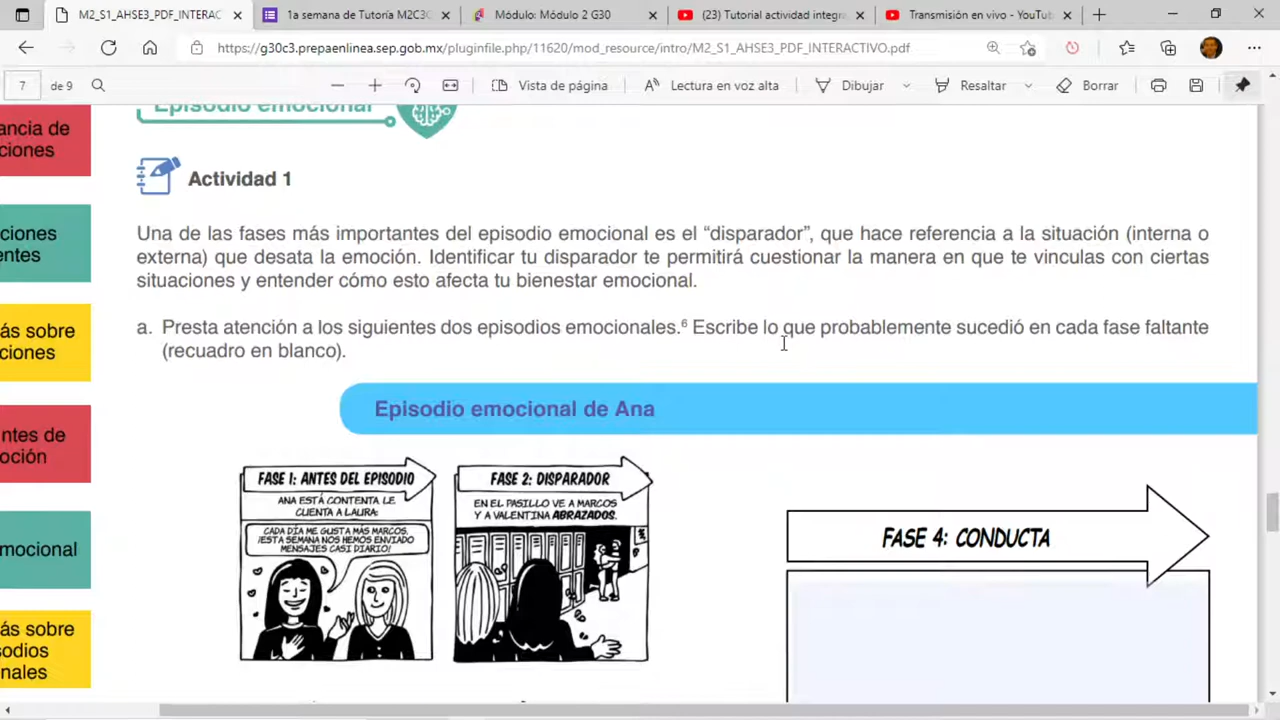 M2_S1_AHSE3_PDF_INTERAC
1a semana de Tutoría M2C3G
Módulo: Módulo 2 G30
(23) Tutorial actividad integra
Transmisión en vivo - YouTub
https://g30c3.prepaenlinea.sep.gob.mx/pluginfile.php/11620/mod_resource/intro/M2_S1_AHSE3_PDF_INTERACTIVO.pdf
7 de 9
Vista de página
Lectura en voz alta
Dibujar
Resaltar
Borrar
Episodio emocional
ancia de
ciones
ciones
entes
ás sobre
ciones
ntes de
oción
mocional
ás sobre
sodios
nales
Actividad 1
Una de las fases más importantes del episodio emocional es el “disparador”, que hace referencia a la situación (interna o
externa) que desata la emoción. Identificar tu disparador te permitirá cuestionar la manera en que te vinculas con ciertas
situaciones y entender cómo esto afecta tu bienestar emocional.
a. Presta atención a los siguientes dos episodios emocionales.⁶ Escribe lo que probablemente sucedió en cada fase faltante
(recuadro en blanco).
Episodio emocional de Ana
FASE 1: ANTES DEL EPISODIO
ANA ESTÁ CONTENTA LE
CUENTA A LAURA:
CADA DÍA ME GUSTA MÁS MARCOS,
¡ESTA SEMANA NOS HEMOS ENVIADO
MENSAJES CASI DIARIO!
FASE 2: DISPARADOR
EN EL PASILLO VE A MARCOS
Y A VALENTINA ABRAZADOS.
FASE 4: CONDUCTA